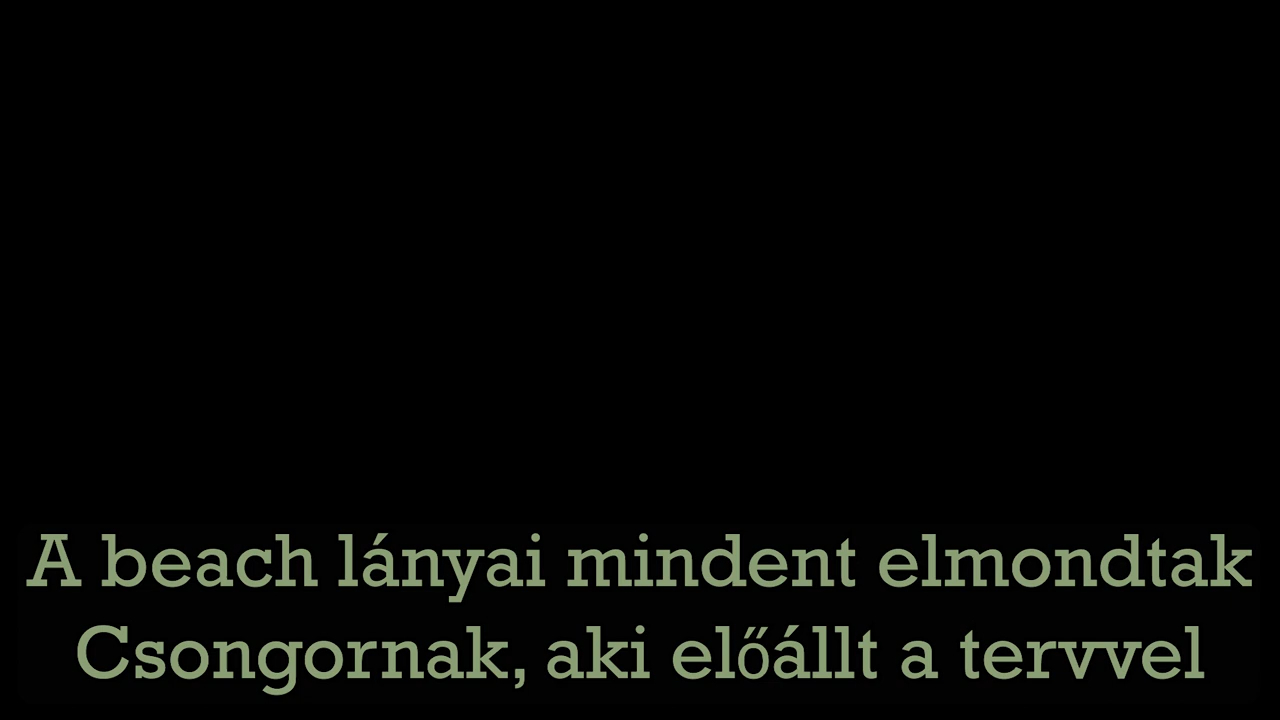 A beach lányai mindent elmondtak
Csongornak, aki előállt a tervvel